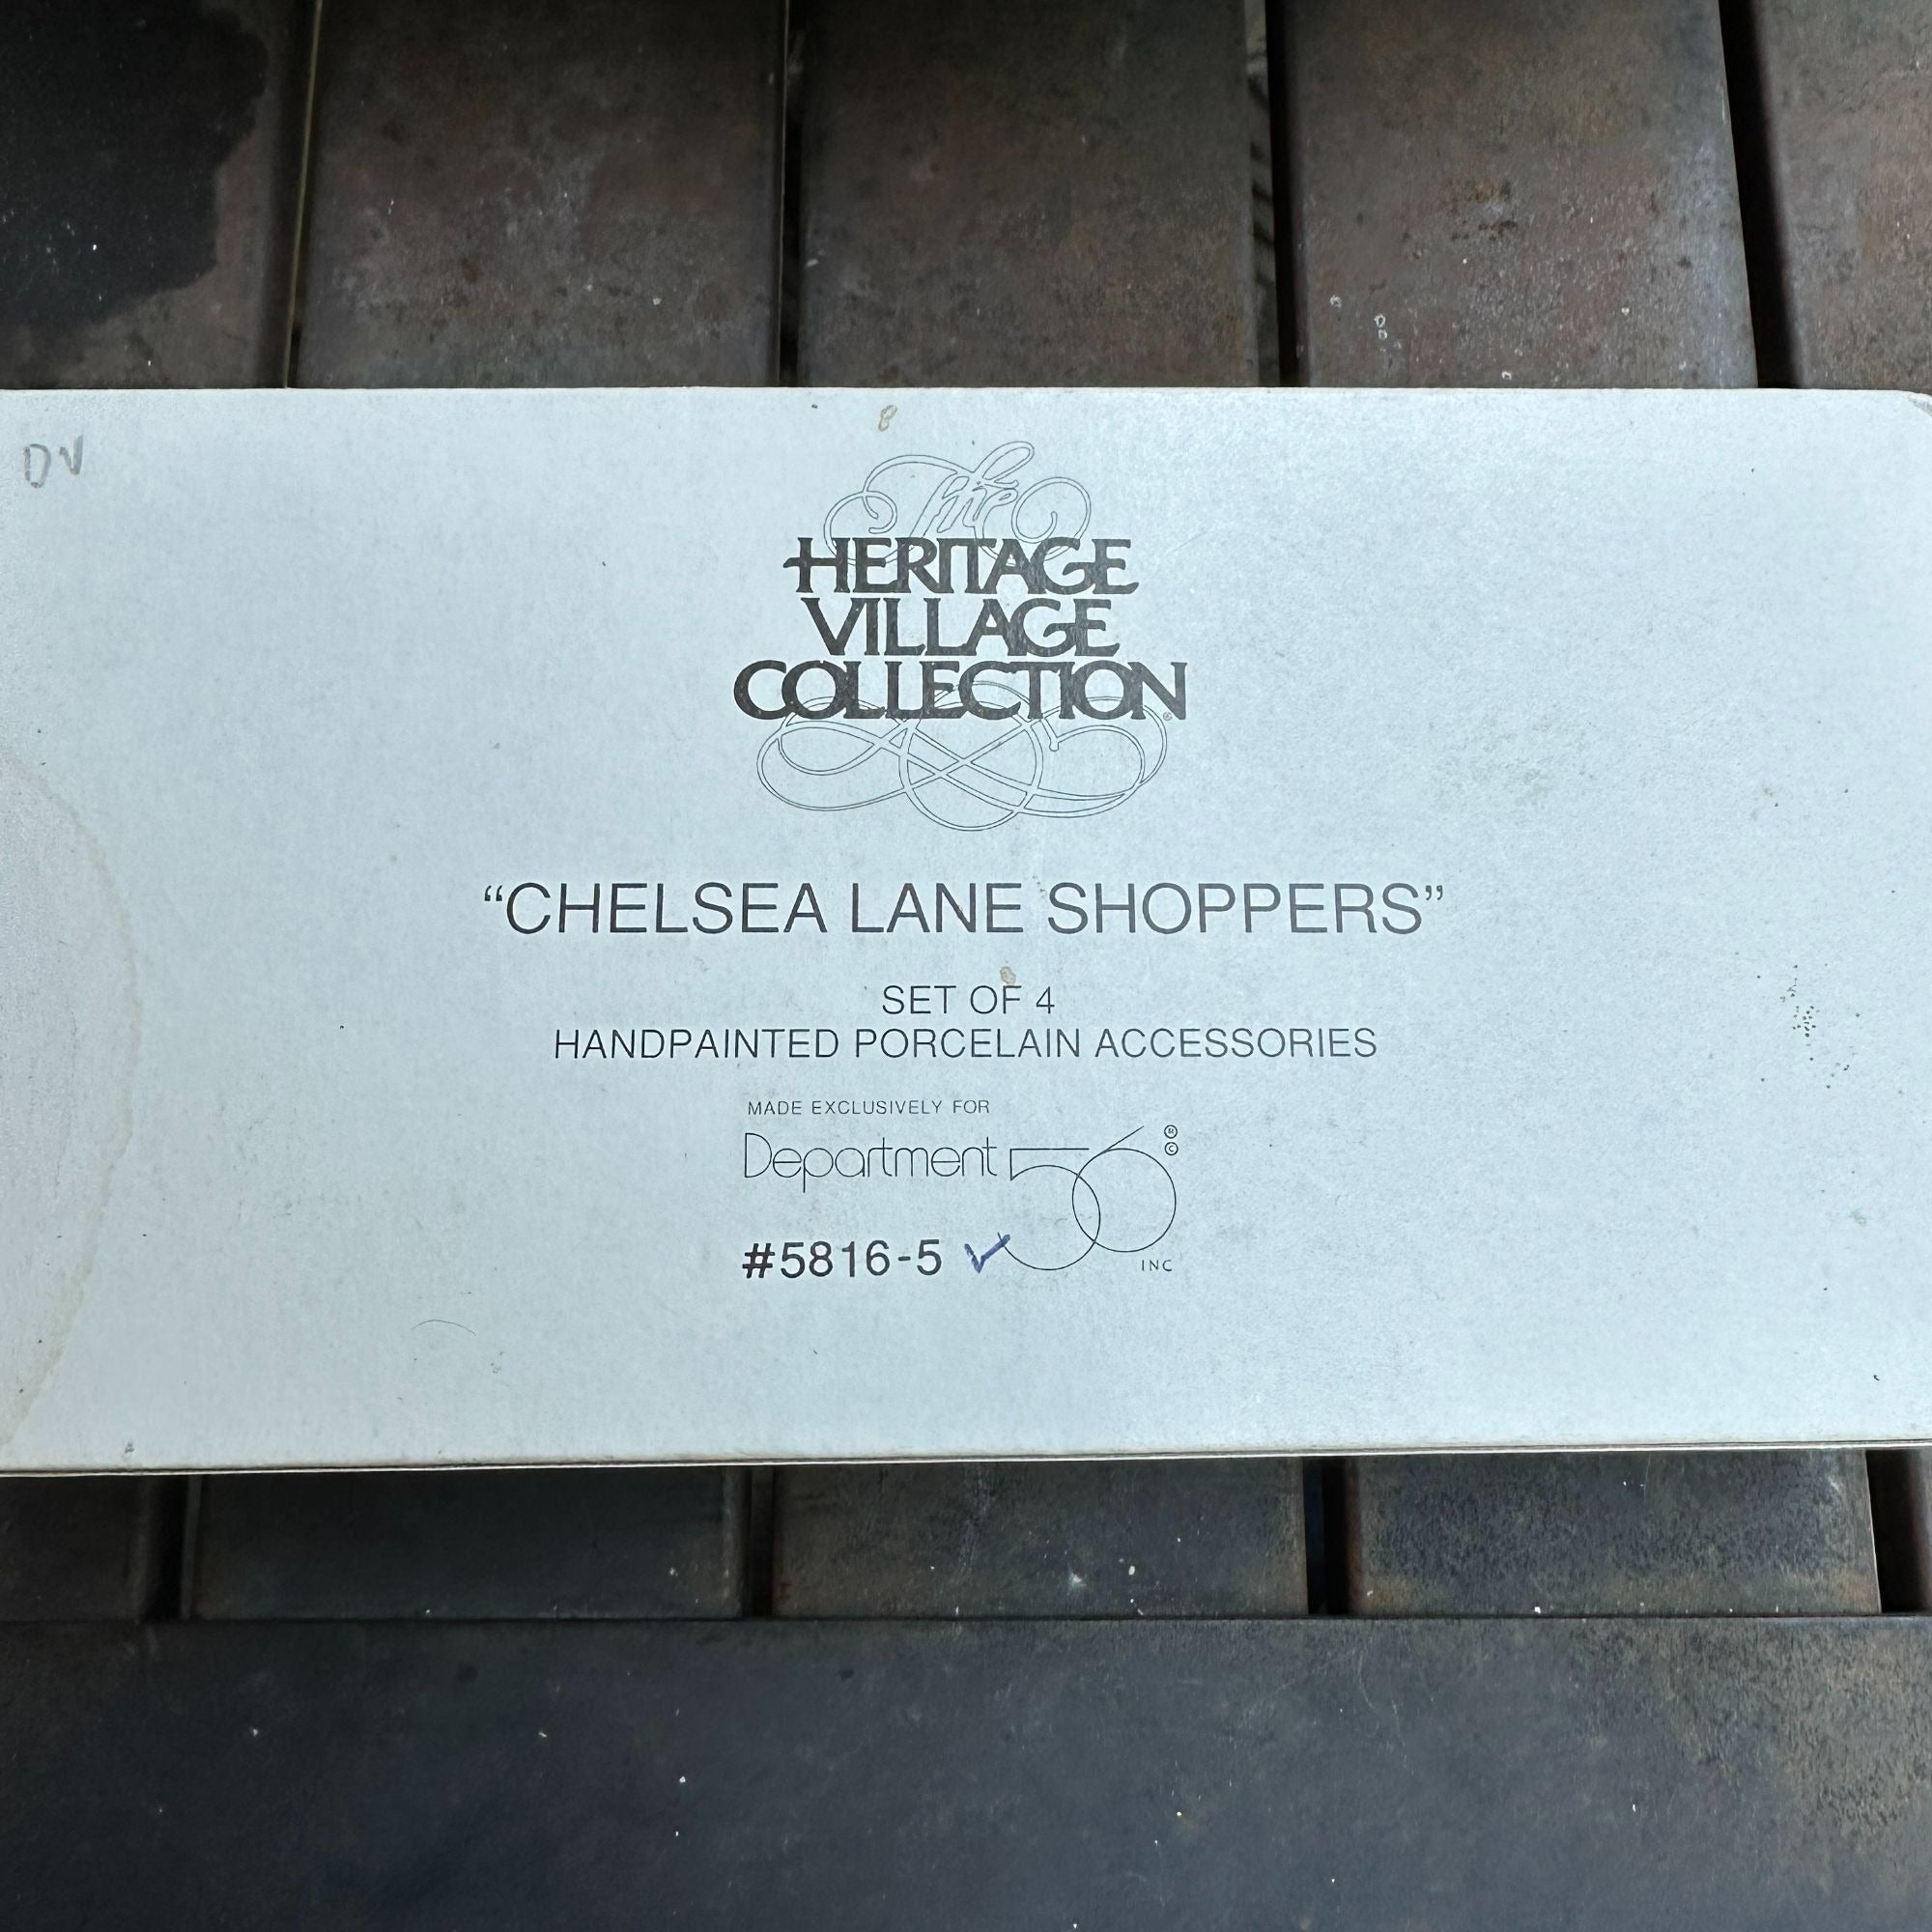 DV
The
HERITAGE
VILLAGE
COLLECTION®
“CHELSEA LANE SHOPPERS”
SET OF 4
HANDPAINTED PORCELAIN ACCESSORIES
MADE EXCLUSIVELY FOR
Department 56 ® ©
INC
#5816-5 ✓